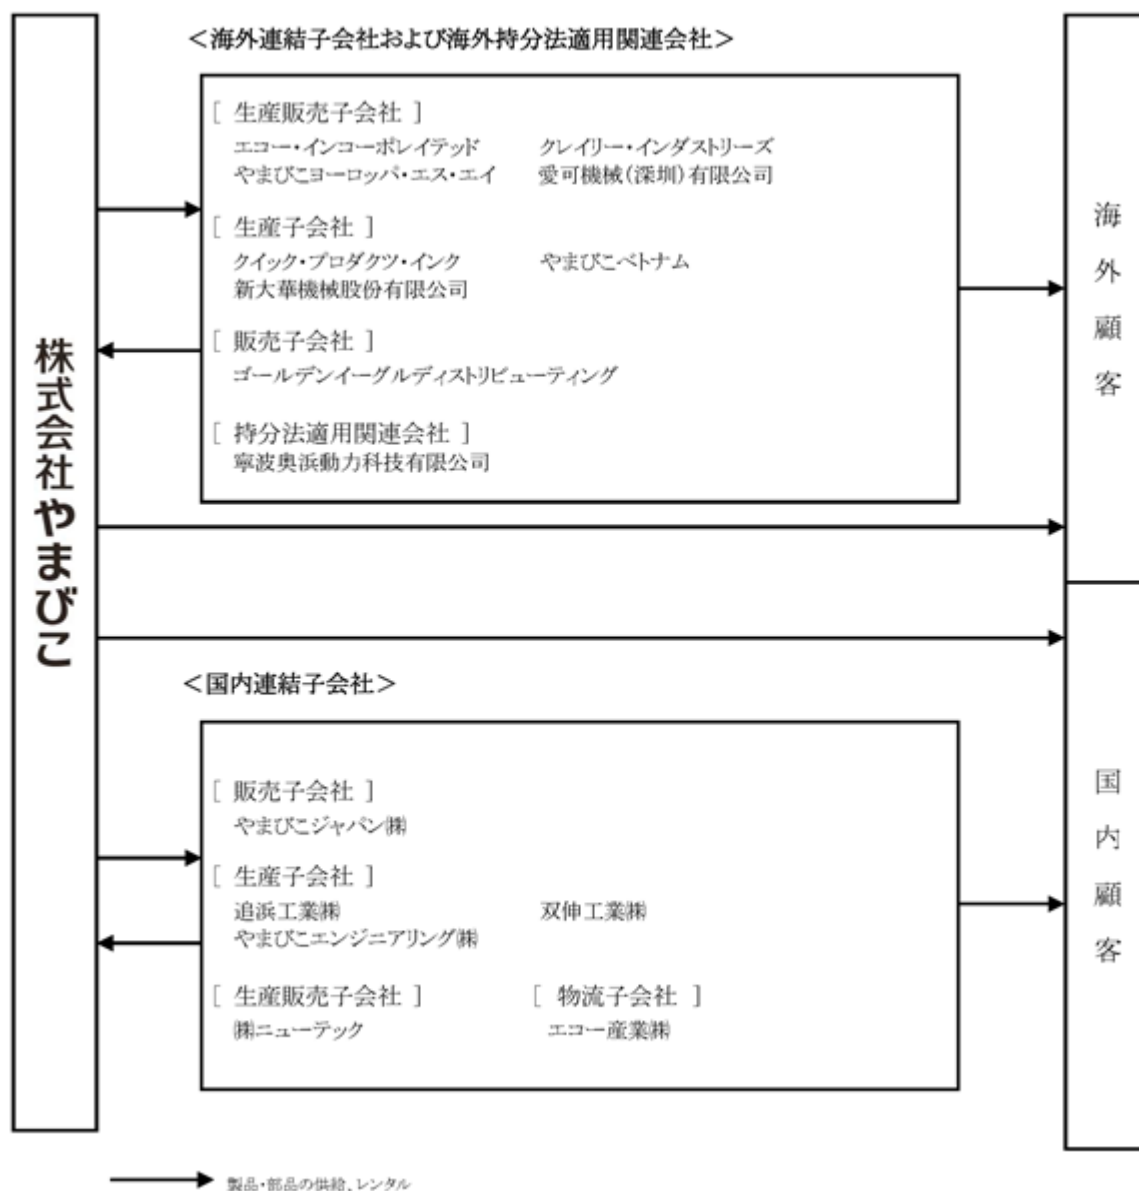 ＜海外連結子会社および海外持分法適用関連会社＞
［ 生産販売子会社 ］
エコー・インコーポレイテッド　クレイリー・インダストリーズ
やまびこヨーロッパ・エス・エイ　愛可機械（深圳）有限公司
［ 生産子会社 ］
クイック・プロダクツ・インク　やまびこベトナム
新大華機械股份有限公司
［ 販売子会社 ］
ゴールデンイーグルディストリビューティング
［ 持分法適用関連会社 ］
寧波奥浜動力科技有限公司
株式会社やまびこ
海外顧客
＜国内連結子会社＞
［ 販売子会社 ］
やまびこジャパン㈱
［ 生産子会社 ］
追浜工業㈱　双伸工業㈱
やまびこエンジニアリング㈱
［ 生産販売子会社 ］　［ 物流子会社 ］
㈱ニューテック　エコー産業㈱
国内顧客
製品・部品の供給、レンタル